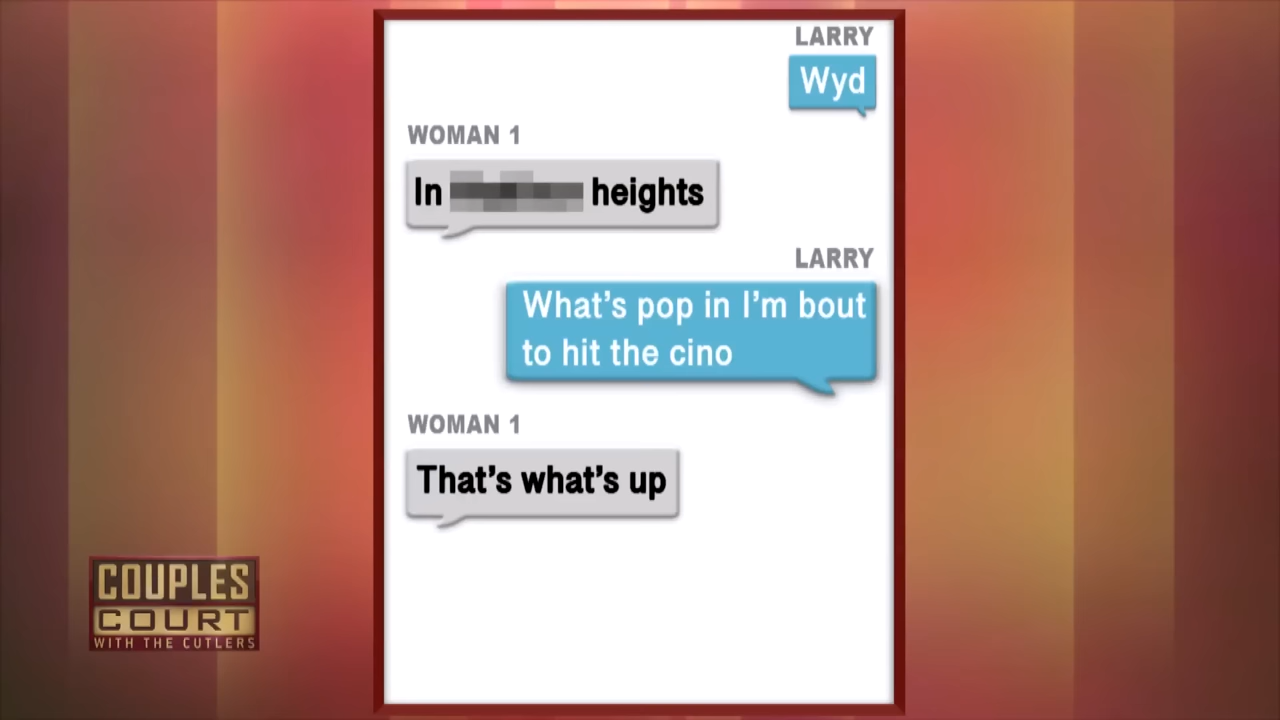 LARRY
Wyd
WOMAN 1
In heights
LARRY
What's pop in I'm bout
to hit the cino
WOMAN 1
That's what's up
COUPLES
COURT
WITH THE CUTLERS